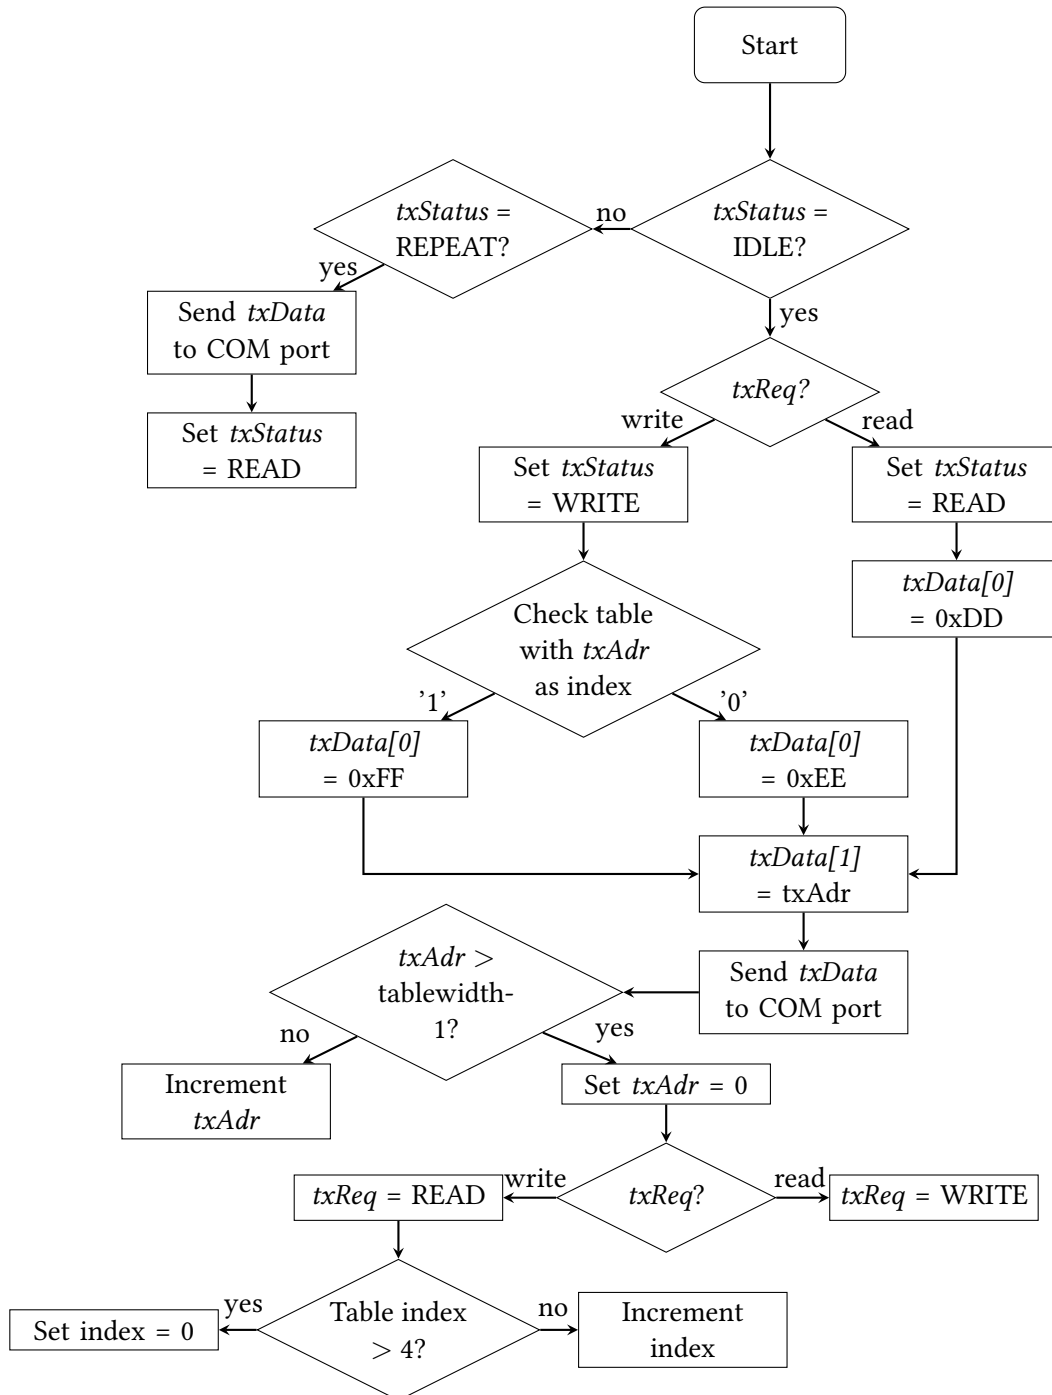 Start
txStatus =
IDLE?
no
txStatus =
REPEAT?
yes
Send txData
to COM port
Set txStatus
= READ
yes
txReq?
write
read
Set txStatus
= WRITE
Set txStatus
= READ
txData[0]
= 0xDD
Check table
with txAdr
as index
'1'
'0'
txData[0]
= 0xFF
txData[0]
= 0xEE
txData[1]
= txAdr
Send txData
to COM port
txAdr >
tablewidth-
1?
no
yes
Increment
txAdr
Set txAdr = 0
txReq?
write
read
txReq = READ
txReq = WRITE
Table index
> 4?
yes
no
Set index = 0
Increment
index